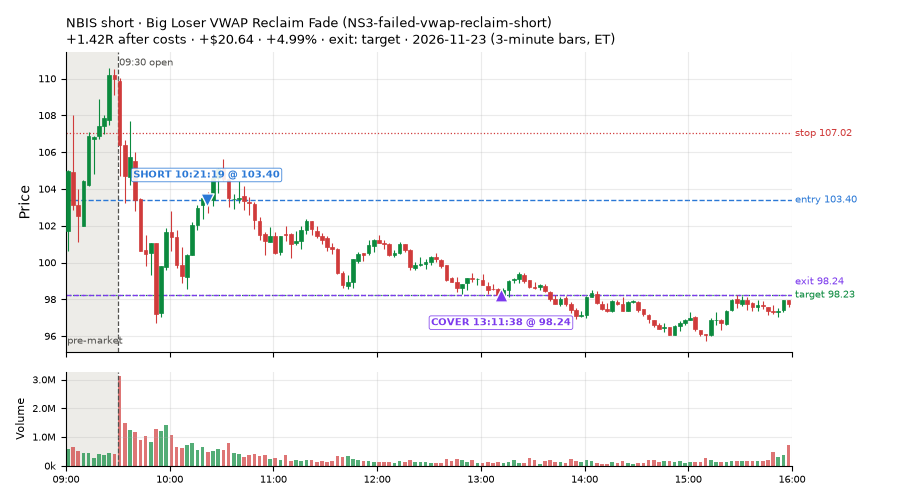 NBIS short · Big Loser VWAP Reclaim Fade (NS3-failed-vwap-reclaim-short)
+1.42R after costs · +$20.64 · +4.99% · exit: target · 2026-11-23 (3-minute bars, ET)
09:30 open
110
108
106
104
102
100
98
96
Price
stop 107.02
SHORT 10:21:19 @ 103.40
entry 103.40
exit 98.24
target 98.23
COVER 13:11:38 @ 98.24
pre-market
3.0M
2.0M
1.0M
0k
Volume
09:00
10:00
11:00
12:00
13:00
14:00
15:00
16:00